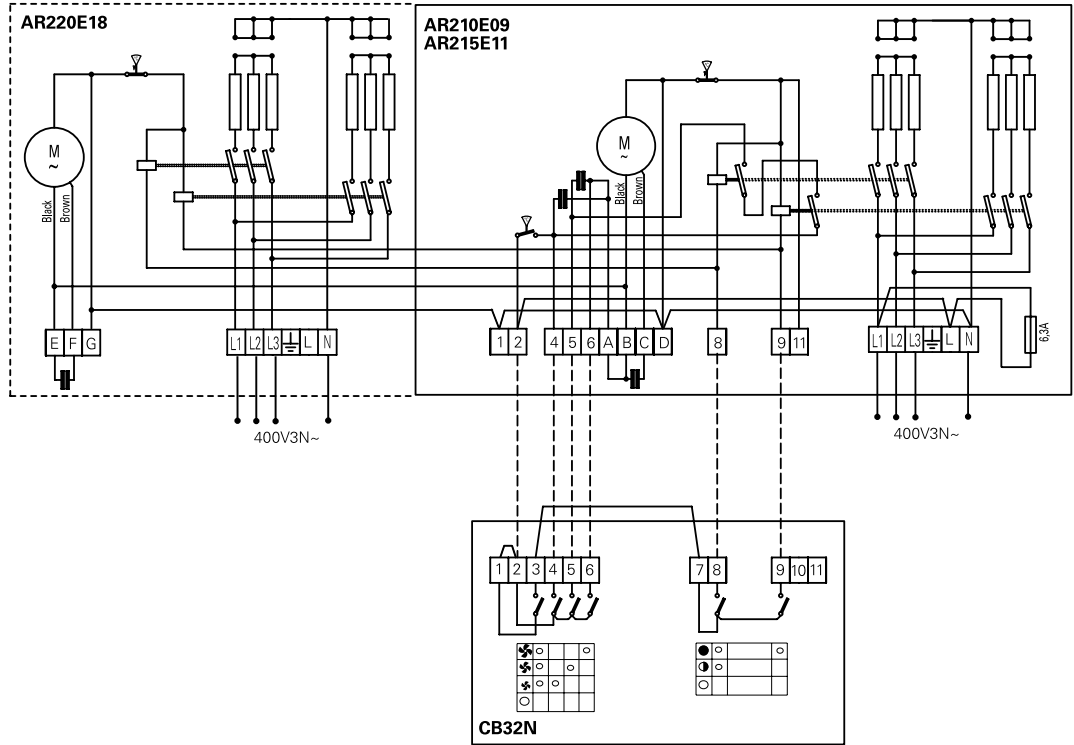 AR220E18
AR210E09
AR215E11
M
~
M
~
Black
Brown
Black
Brown
E F G
L1 L2 L3 L N
1 2
4 5 6 A B C D
8
9 11
L1 L2 L3 L N
6,3A
400V3N~
400V3N~
1 2 3 4 5 6
7 8
9 10 11
CB32N